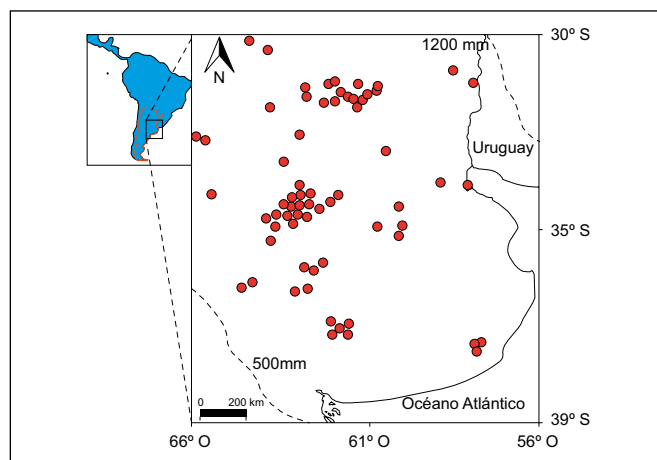 30º S
1200 mm
N
Uruguay
35º S
500mm
0 200 km
Océano Atlántico
39º S
66º O 61º O 56º O